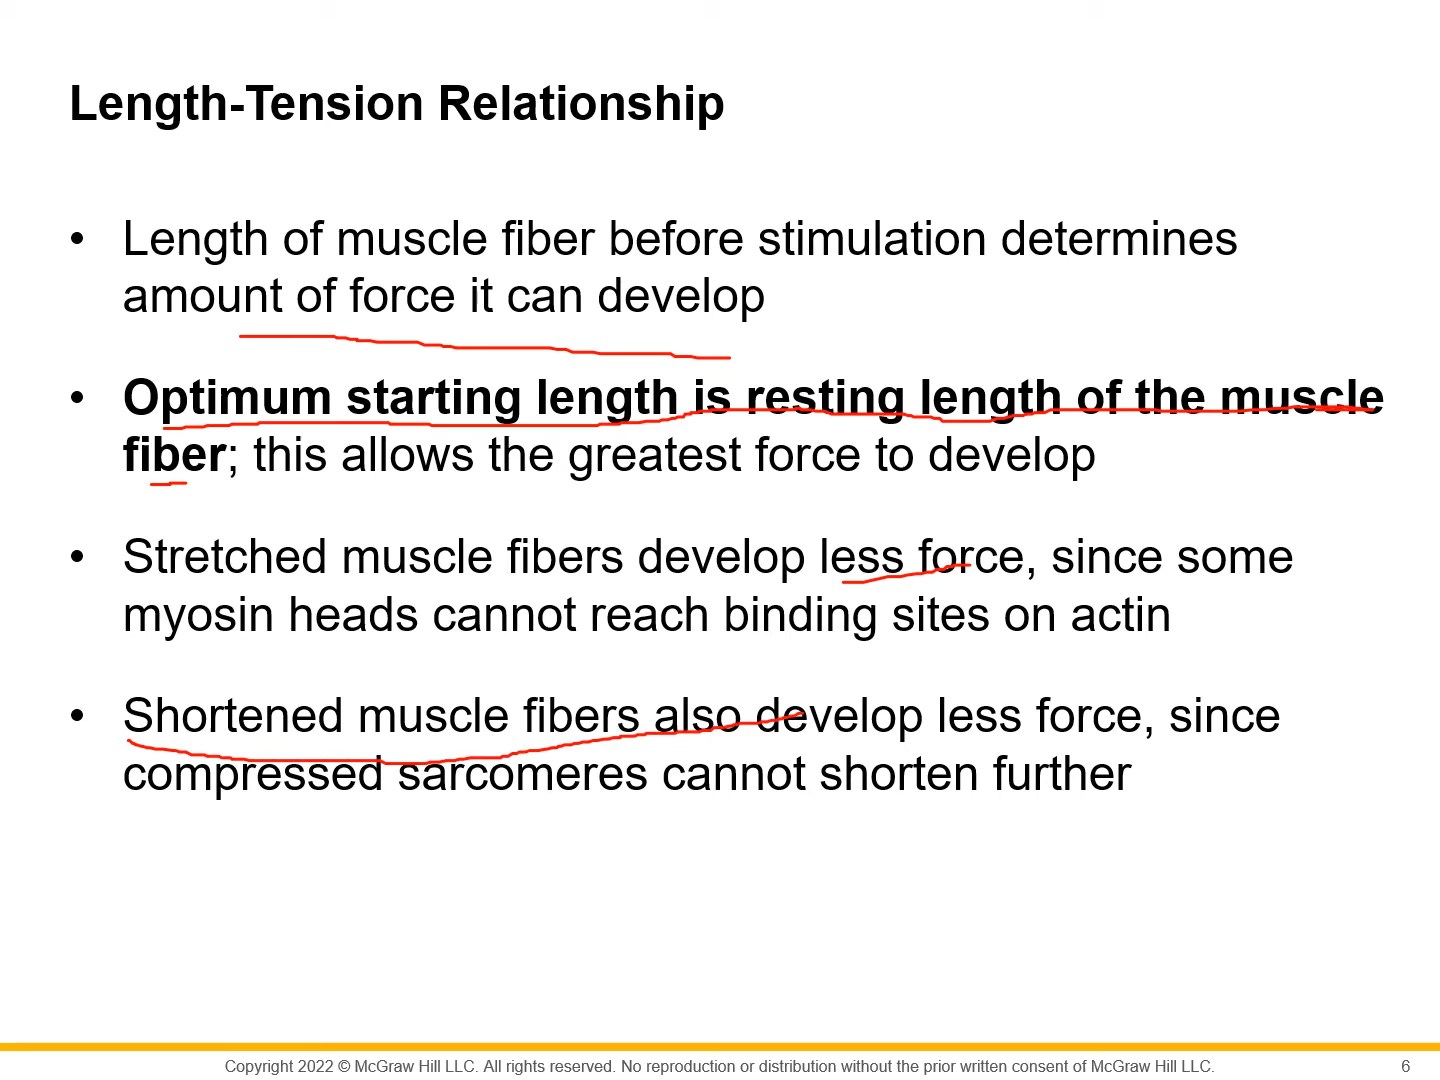 Length-Tension Relationship
• Length of muscle fiber before stimulation determines
amount of force it can develop
• Optimum starting length is resting length of the muscle
fiber; this allows the greatest force to develop
• Stretched muscle fibers develop less force, since some
myosin heads cannot reach binding sites on actin
• Shortened muscle fibers also develop less force, since
compressed sarcomeres cannot shorten further
Copyright 2022 © McGraw Hill LLC. All rights reserved. No reproduction or distribution without the prior written consent of McGraw Hill LLC.
6